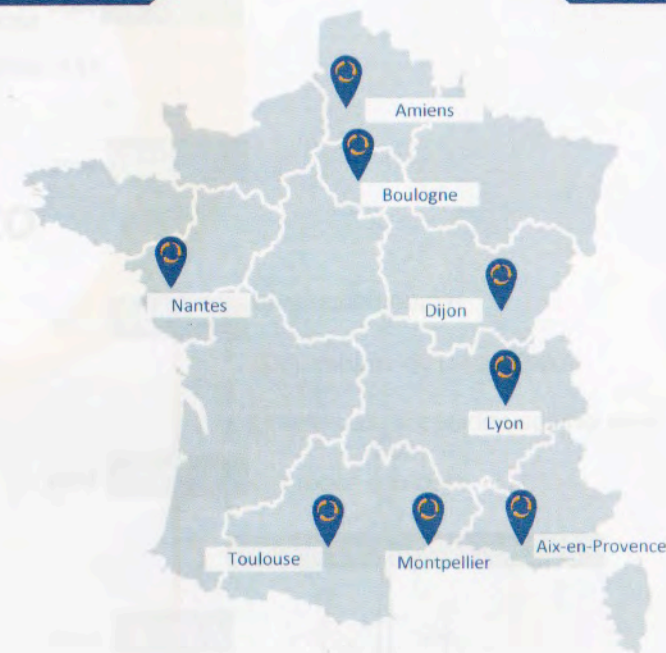 Amiens
Boulogne
Nantes
Dijon
Lyon
Toulouse
Montpellier
Aix-en-Provence